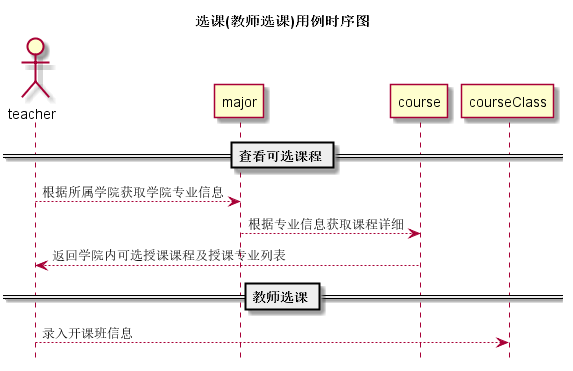 选课(教师选课)用例时序图
teacher
major
course
courseClass
查看可选课程
根据所属学院获取学院专业信息
根据专业信息获取课程详细
返回学院内可选授课课程及授课专业列表
教师选课
录入开课班信息